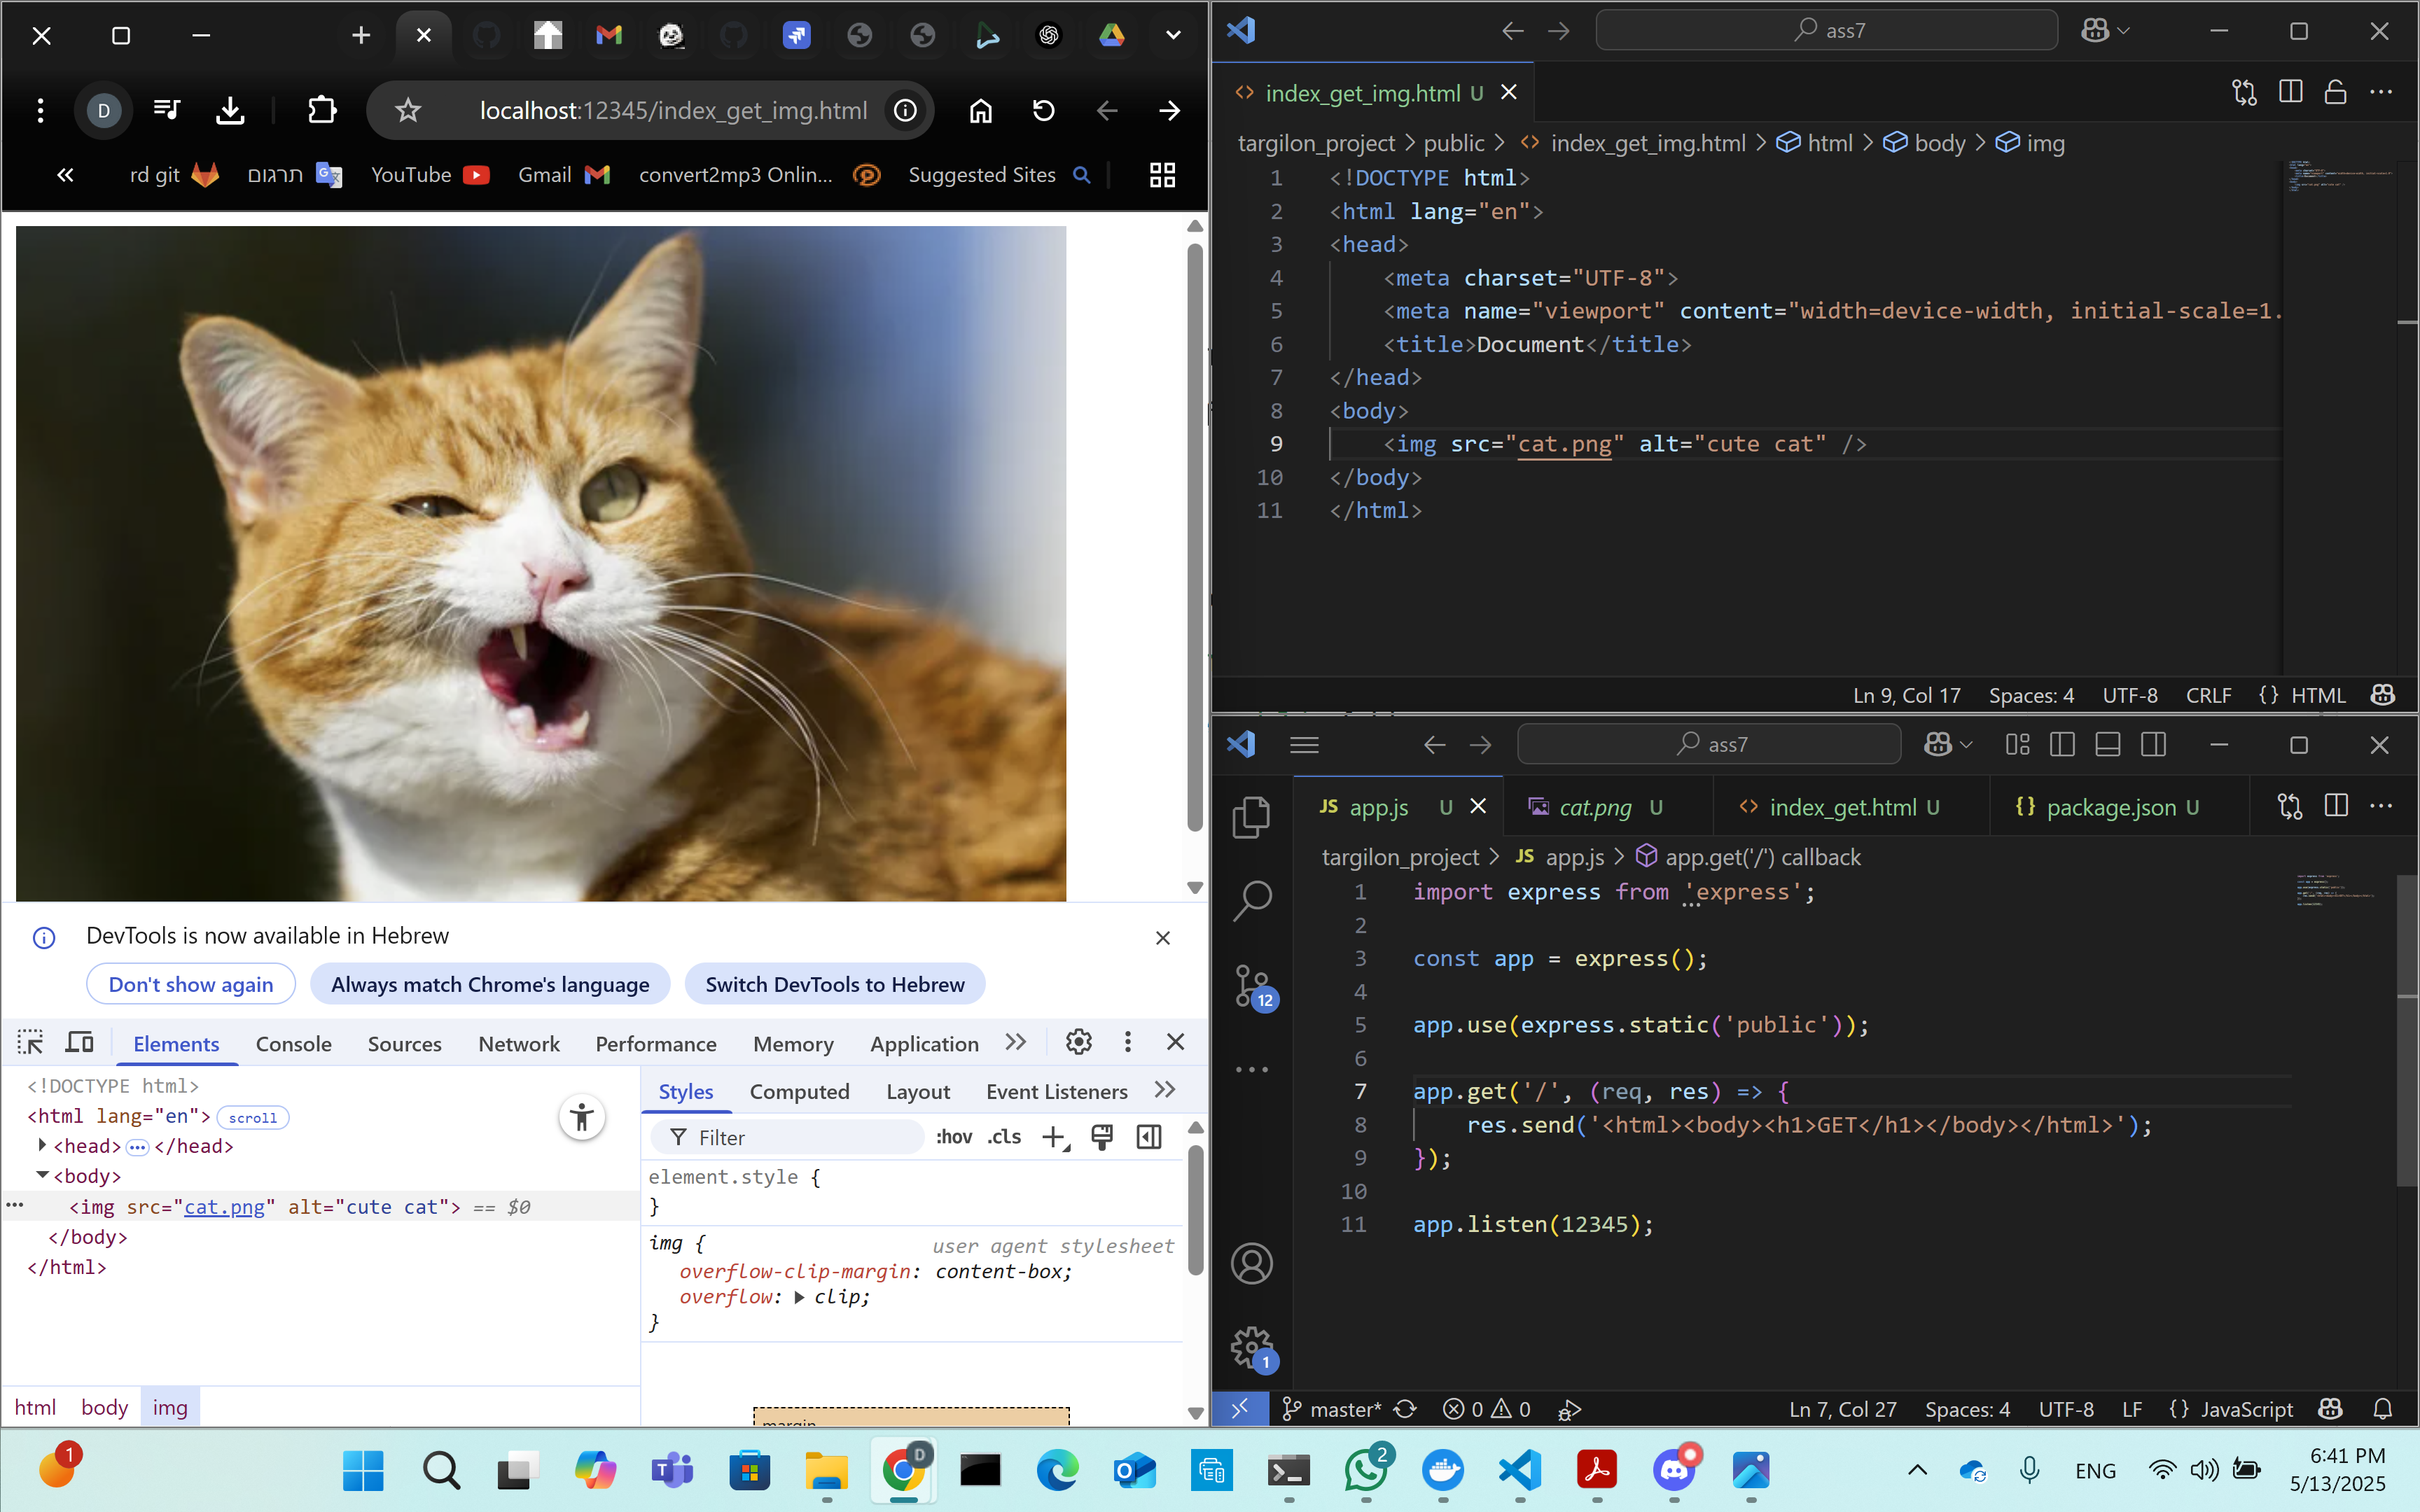 localhost:12345/index_get_img.html
D
rd git
תרגום
YouTube
Gmail
convert2mp3 Onlin...
Suggested Sites
DevTools is now available in Hebrew
Don't show again
Always match Chrome's language
Switch DevTools to Hebrew
Elements
Console
Sources
Network
Performance
Memory
Application
<!DOCTYPE html>
<html lang="en"> scroll
<head> ••• </head>
<body>
<img src="cat.png" alt="cute cat"> == $0
</body>
</html>
html body img
Styles
Computed
Layout
Event Listeners
Filter
:hov .cls
element.style {
}
img { user agent stylesheet
overflow-clip-margin: content-box;
overflow: clip;
}
margin
ass7
index_get_img.html U
targilon_project > public > index_get_img.html > html > body > img
1 <!DOCTYPE html>
2 <html lang="en">
3 <head>
4 <meta charset="UTF-8">
5 <meta name="viewport" content="width=device-width, initial-scale=1.
6 <title>Document</title>
7 </head>
8 <body>
9 <img src="cat.png" alt="cute cat" />
10 </body>
11 </html>
Ln 9, Col 17 Spaces: 4 UTF-8 CRLF {} HTML
ass7
JS app.js U
cat.png U
index_get.html U
{} package.json U
targilon_project > JS app.js > app.get('/') callback
1 import express from 'express';
2
3 const app = express();
4
5 app.use(express.static('public'));
6
7 app.get('/', (req, res) => {
8 res.send('<html><body><h1>GET</h1></body></html>');
9 });
10
11 app.listen(12345);
12
1
master* 0 0 Ln 7, Col 27 Spaces: 4 UTF-8 LF {} JavaScript
1
D
2
ENG
6:41 PM
5/13/2025